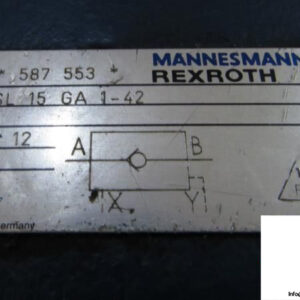 MANNESMANN
REXROTH
* 587 553 *
SL 15 GA 1-42
12
A
B
X
Y
Germany